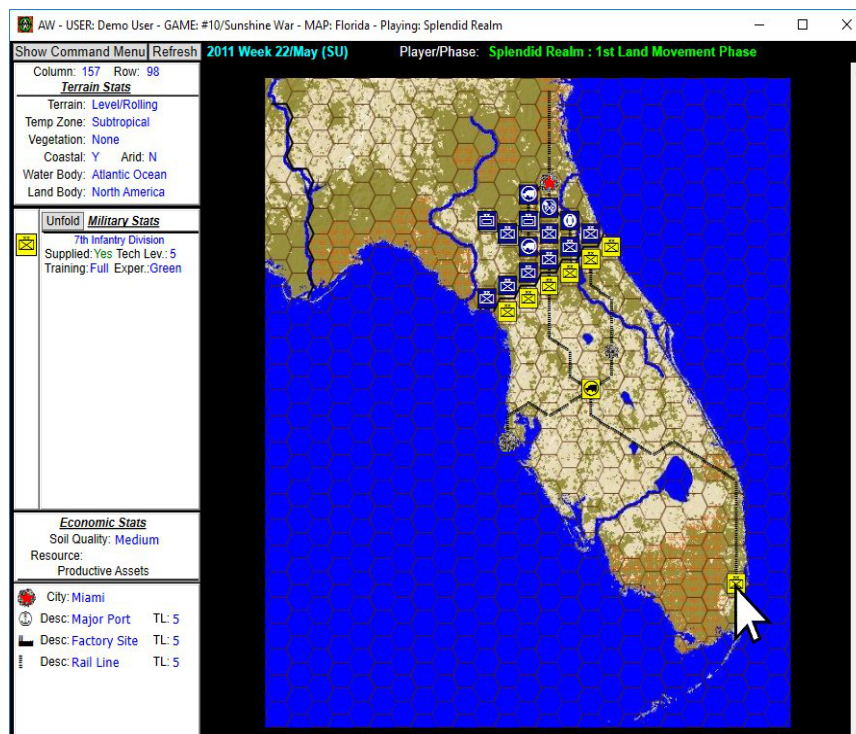 AW - USER: Demo User - GAME: #10/Sunshine War - MAP: Florida - Playing: Splendid Realm
Show Command Menu Refresh 2011 Week 22/May (SU) Player/Phase: Splendid Realm : 1st Land Movement Phase
Column: 157 Row: 98
Terrain Stats
Terrain: Level/Rolling
Temp Zone: Subtropical
Vegetation: None
Coastal: Y Arid: N
Water Body: Atlantic Ocean
Land Body: North America
Unfold Military Stats
7th Infantry Division
Supplied:Yes Tech Lev.: 5
Training:Full Exper.:Green
Economic Stats
Soil Quality: Medium
Resource:
Productive Assets
City: Miami
Desc: Major Port TL: 5
Desc: Factory Site TL: 5
Desc: Rail Line TL: 5